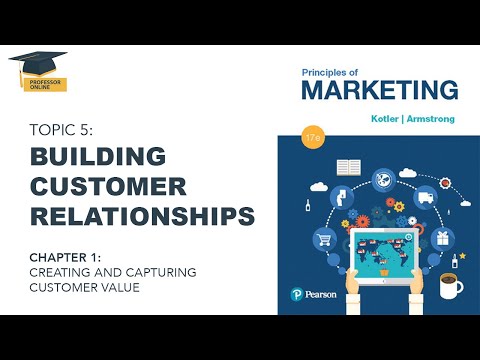 PROFESSOR
ONLINE
TOPIC 5:
BUILDING
CUSTOMER
RELATIONSHIPS
CHAPTER 1:
CREATING AND CAPTURING
CUSTOMER VALUE
Principles of
MARKETING
Kotler | Armstrong
17e
Pearson